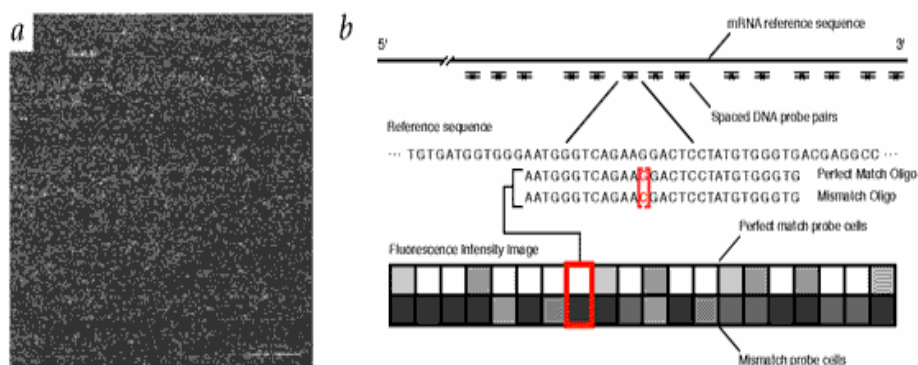 a
b
mRNA reference sequence
5'
3'
Spaced DNA probe pairs
Reference sequence
··· TGTGATGGTGGGAATGGGTCAGAAGGACTCCTATGTGGGTGACGAGGCC ···
AATGGGTCAGAAGGACTCCTATGTGGGTG Perfect Match Oligo
AATGGGTCAGAACGACTCCTATGTGGGTG Mismatch Oligo
Fluorescence Intensity Image
Perfect match probe cells
Mismatch probe cells